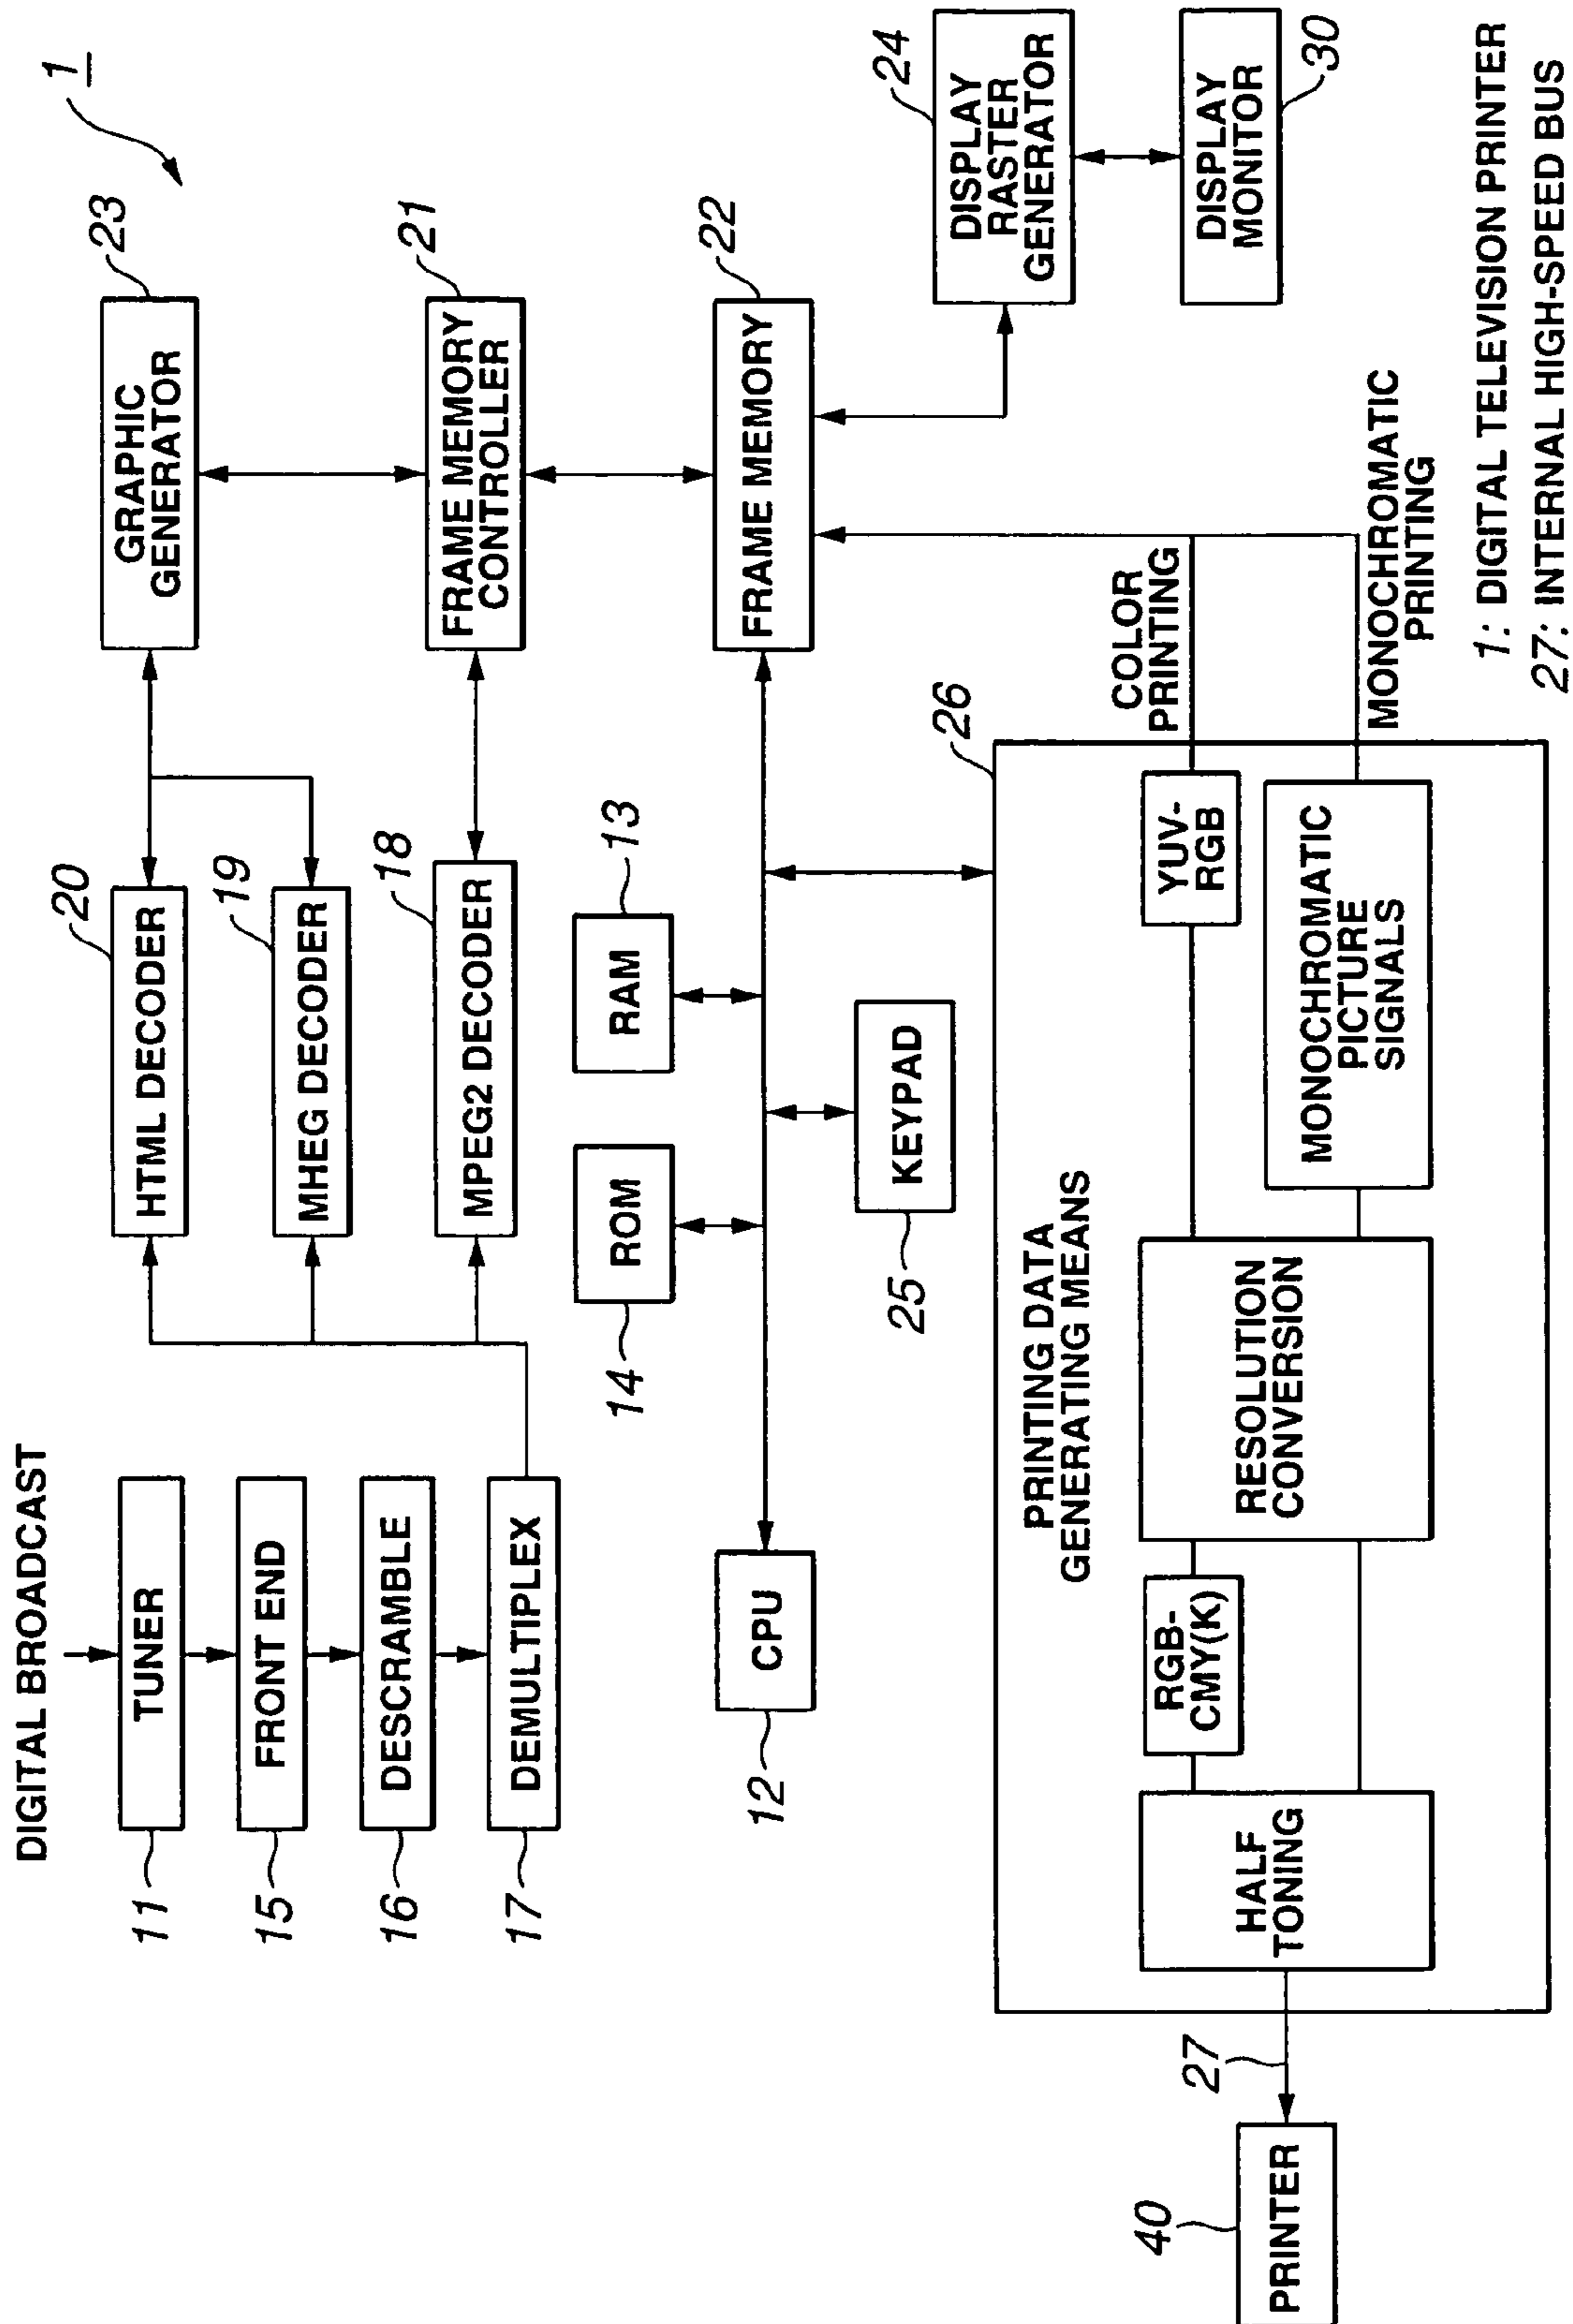 DIGITAL BROADCAST
1
11
TUNER
15
FRONT END
16
DESCRAMBLE
17
DEMULTIPLEX
20
HTML DECODER
19
MHEG DECODER
18
MPEG2 DECODER
23
GRAPHIC
GENERATOR
21
FRAME MEMORY
CONTROLLER
22
FRAME MEMORY
14
ROM
13
RAM
12
CPU
25
KEYPAD
24
DISPLAY
RASTER
GENERATOR
DISPLAY
MONITOR
30
26
PRINTING DATA
GENERATING MEANS
COLOR
PRINTING
MONOCHROMATIC
PRINTING
40
PRINTER
27
HALF
TONING
RGB-
CMY(K)
RESOLUTION
CONVERSION
YUV-
RGB
MONOCHROMATIC
PICTURE
SIGNALS
1: DIGITAL TELEVISION PRINTER
27: INTERNAL HIGH-SPEED BUS